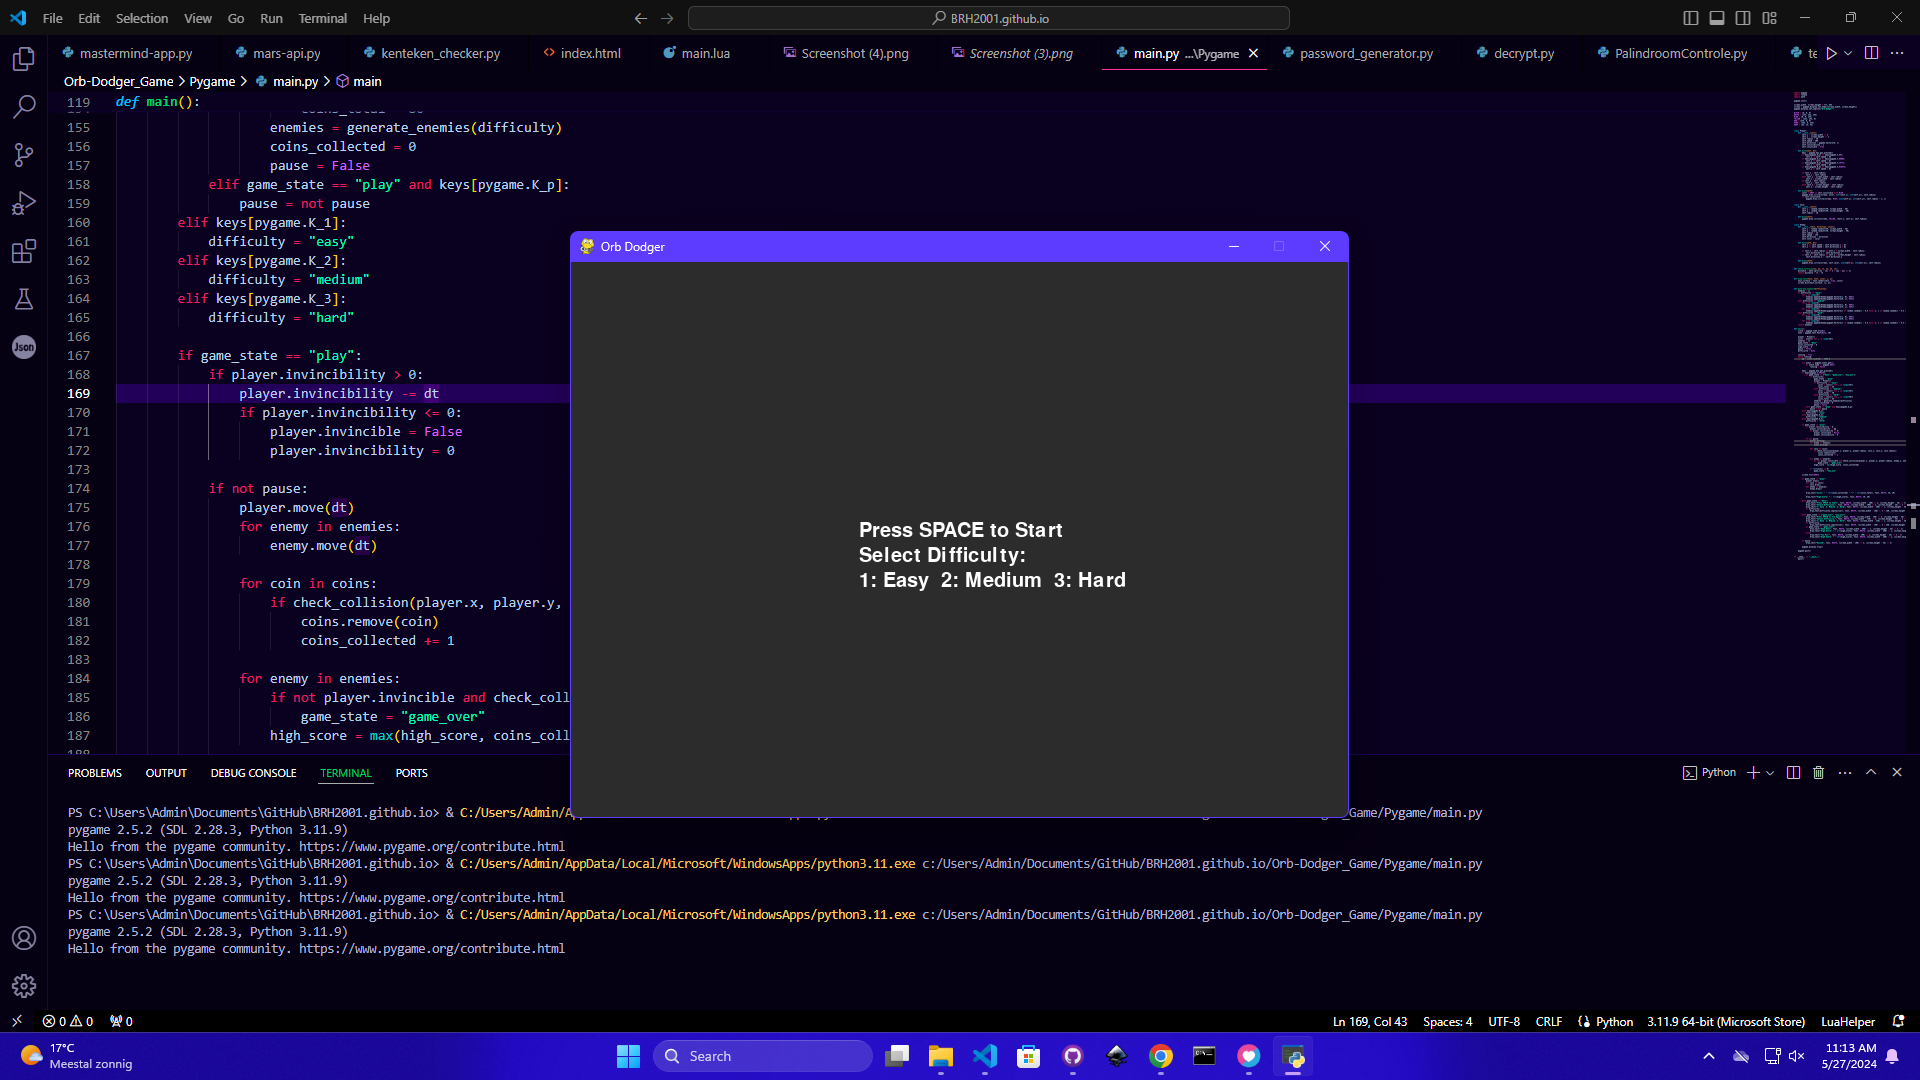 File Edit Selection View Go Run Terminal Help
BRH2001.github.io
mastermind-app.py mars-api.py kenteken_checker.py index.html main.lua Screenshot (4).png Screenshot (3).png main.py ...\Pygame password_generator.py decrypt.py PalindroomControle.py te
Orb-Dodger_Game > Pygame > main.py > main
119 def main():
155 enemies = generate_enemies(difficulty)
156 coins_collected = 0
157 pause = False
158 elif game_state == "play" and keys[pygame.K_p]:
159 pause = not pause
160 elif keys[pygame.K_1]:
161 difficulty = "easy"
162 elif keys[pygame.K_2]:
163 difficulty = "medium"
164 elif keys[pygame.K_3]:
165 difficulty = "hard"
166
167 if game_state == "play":
168 if player.invincibility > 0:
169 player.invincibility -= dt
170 if player.invincibility <= 0:
171 player.invincible = False
172 player.invincibility = 0
173
174 if not pause:
175 player.move(dt)
176 for enemy in enemies:
177 enemy.move(dt)
178
179 for coin in coins:
180 if check_collision(player.x, player.y,
181 coins.remove(coin)
182 coins_collected += 1
183
184 for enemy in enemies:
185 if not player.invincible and check_coll
186 game_state = "game_over"
187 high_score = max(high_score, coins_coll
Json
Orb Dodger
Press SPACE to Start
Select Difficulty:
1: Easy 2: Medium 3: Hard
PROBLEMS OUTPUT DEBUG CONSOLE TERMINAL PORTS
Python
PS C:\Users\Admin\Documents\GitHub\BRH2001.github.io> & C:/Users/Admin/Ap _Game/Pygame/main.py
pygame 2.5.2 (SDL 2.28.3, Python 3.11.9)
Hello from the pygame community. https://www.pygame.org/contribute.html
PS C:\Users\Admin\Documents\GitHub\BRH2001.github.io> & C:/Users/Admin/AppData/Local/Microsoft/WindowsApps/python3.11.exe c:/Users/Admin/Documents/GitHub/BRH2001.github.io/Orb-Dodger_Game/Pygame/main.py
pygame 2.5.2 (SDL 2.28.3, Python 3.11.9)
Hello from the pygame community. https://www.pygame.org/contribute.html
PS C:\Users\Admin\Documents\GitHub\BRH2001.github.io> & C:/Users/Admin/AppData/Local/Microsoft/WindowsApps/python3.11.exe c:/Users/Admin/Documents/GitHub/BRH2001.github.io/Orb-Dodger_Game/Pygame/main.py
pygame 2.5.2 (SDL 2.28.3, Python 3.11.9)
Hello from the pygame community. https://www.pygame.org/contribute.html
0 0 0 Ln 169, Col 43 Spaces: 4 UTF-8 CRLF Python 3.11.9 64-bit (Microsoft Store) LuaHelper
17°C
Meestal zonnig
Search
11:13 AM
5/27/2024